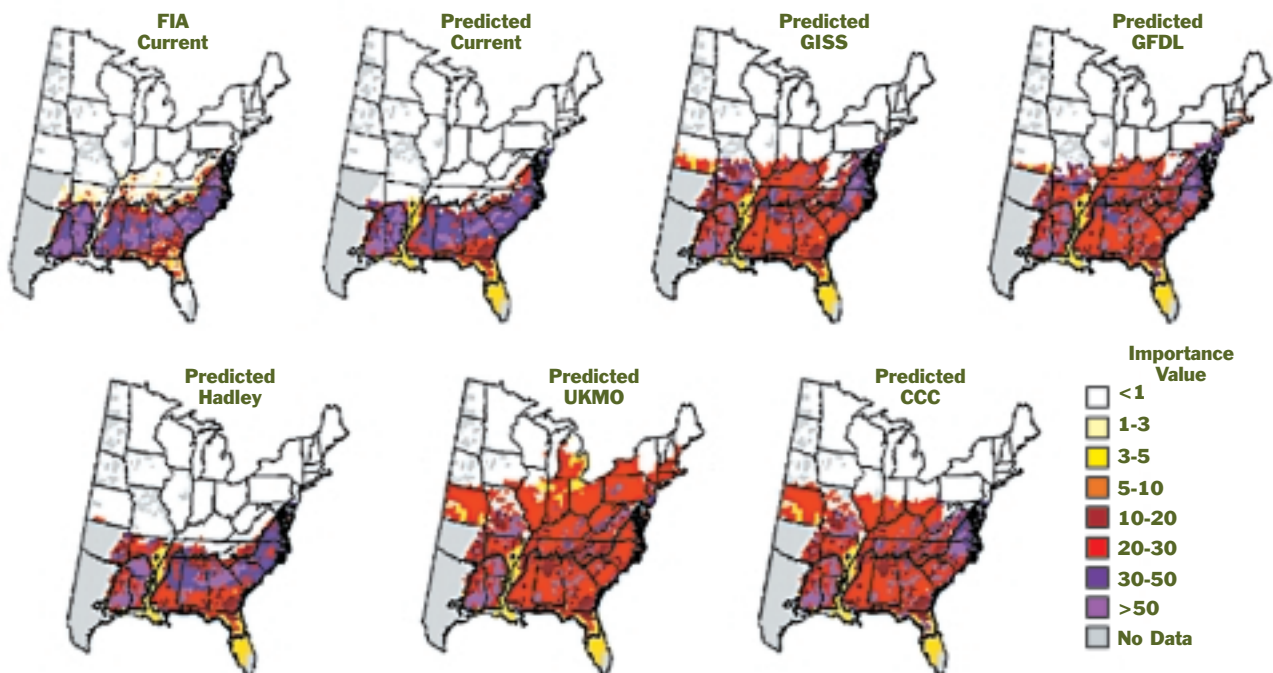 FIA
Current
Predicted
Current
Predicted
GISS
Predicted
GFDL
Predicted
Hadley
Predicted
UKMO
Predicted
CCC
Importance
Value
<1
1-3
3-5
5-10
10-20
20-30
30-50
>50
No Data